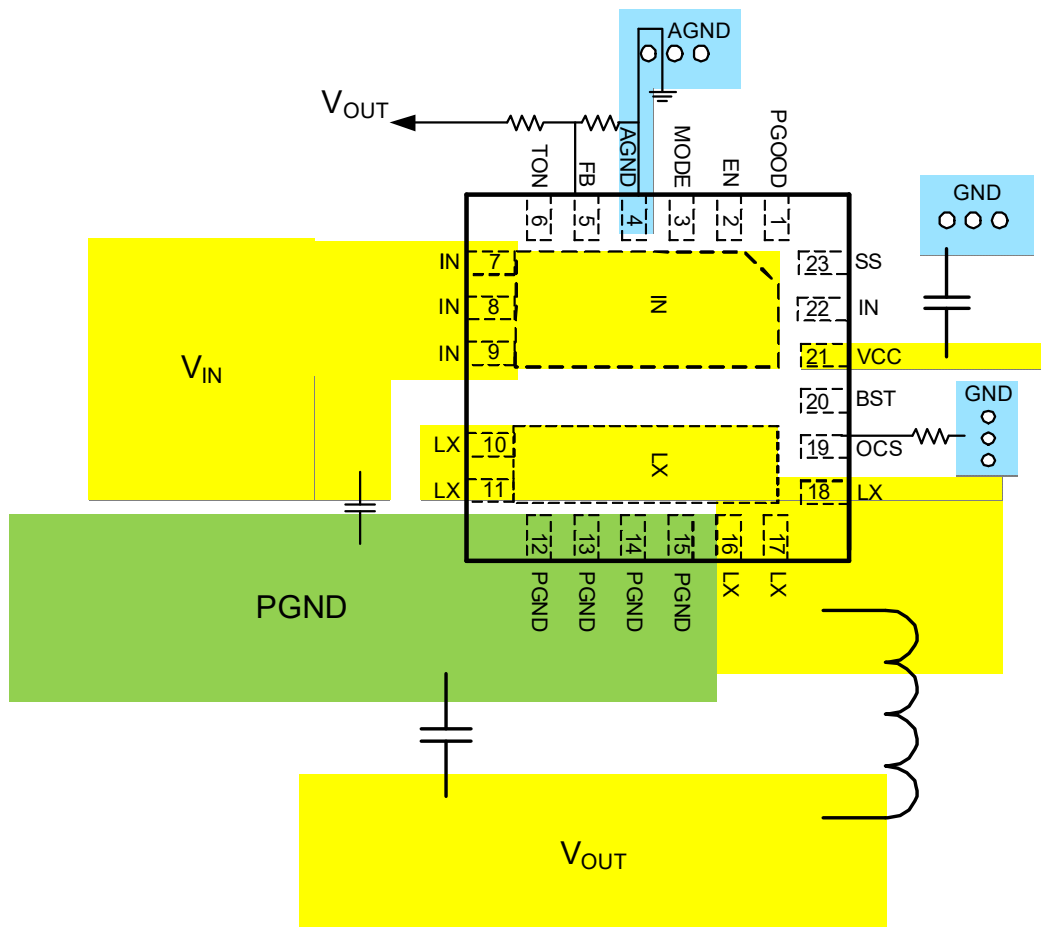 AGND
VOUT
TON
FB
AGND
MODE
EN
PGOOD
6
5
4
3
2
1
GND
IN
7
23
SS
IN
8
IN
22
IN
IN
9
21
VCC
VIN
20
BST
GND
LX
10
LX
19
OCS
LX
11
18
LX
12
13
14
15
16
17
PGND
PGND
PGND
PGND
LX
LX
PGND
VOUT